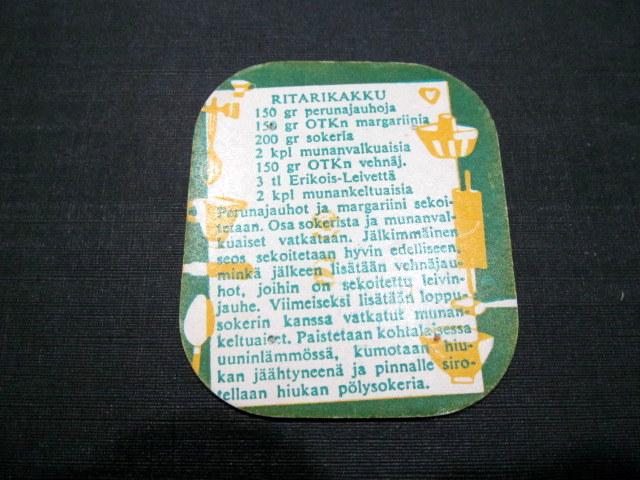 RITARIKAKKU
150 gr perunajauhoja
150 gr OTKn margariinia
200 gr sokeria
2 kpl munanvalkuaisia
150 gr OTKn vehnäj.
3 tl Erikois-Leivettä
2 kpl munankeltuaisia
Perunajauhot ja margariini sekoi-
tetaan. Osa sokerista ja munanval-
kuaiset vatkataan. Jälkimmäinen
seos sekoitetaan hyvin edelliseen,
minkä jälkeen lisätään vehnäjau-
hot, joihin on sekoitettu leivin-
jauhe. Viimeiseksi lisätään loppu-
sokerin kanssa vatkatut munan-
keltuaiset. Paistetaan kohtalaisessa
uuninlämmössä, kumotaan hiu-
kan jäähtyneenä ja pinnalle siro-
tellaan hiukan pölysokeria.